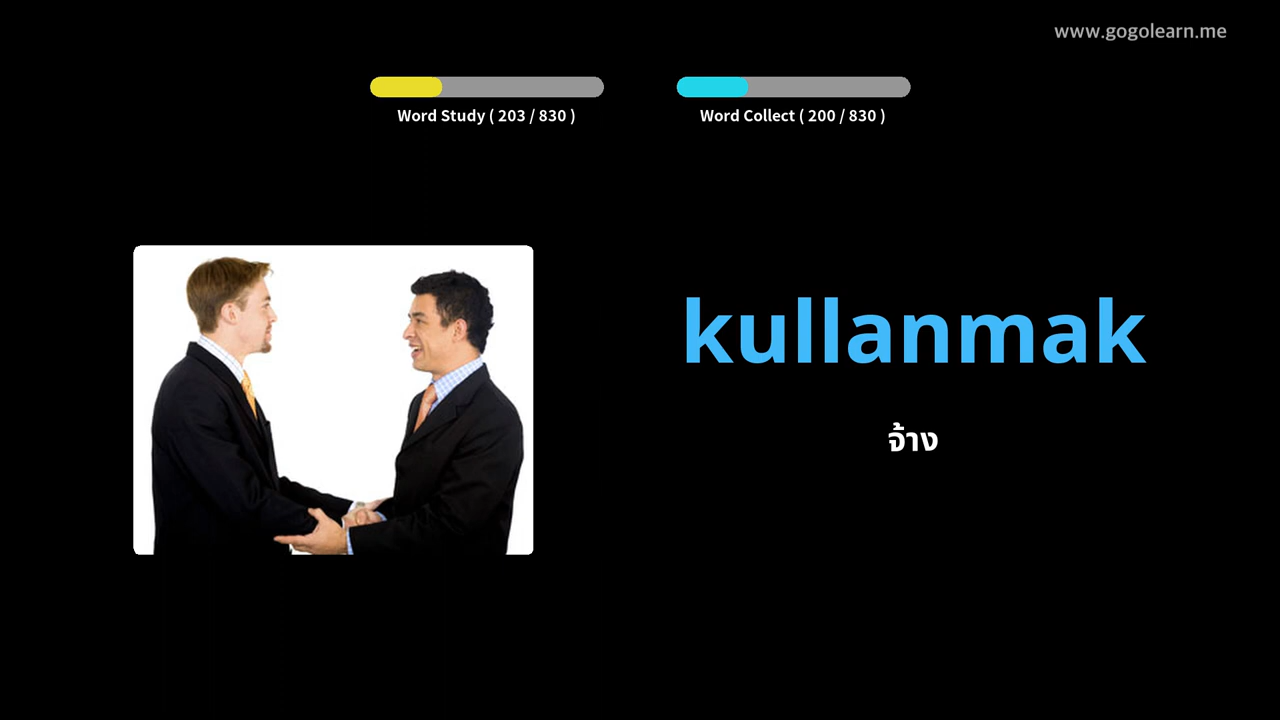 www.gogolearn.me
Word Study ( 203 / 830 )
Word Collect ( 200 / 830 )
kullanmak
จ้าง